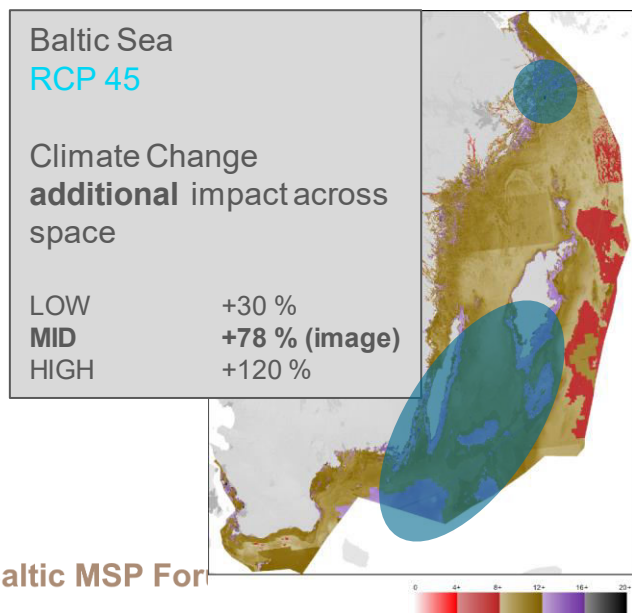 Baltic Sea
RCP 45
Climate Change
additional impact across
space
LOW +30 %
MID +78 % (image)
HIGH +120 %
altic MSP For
0 4+ 8+ 12+ 16+ 20+